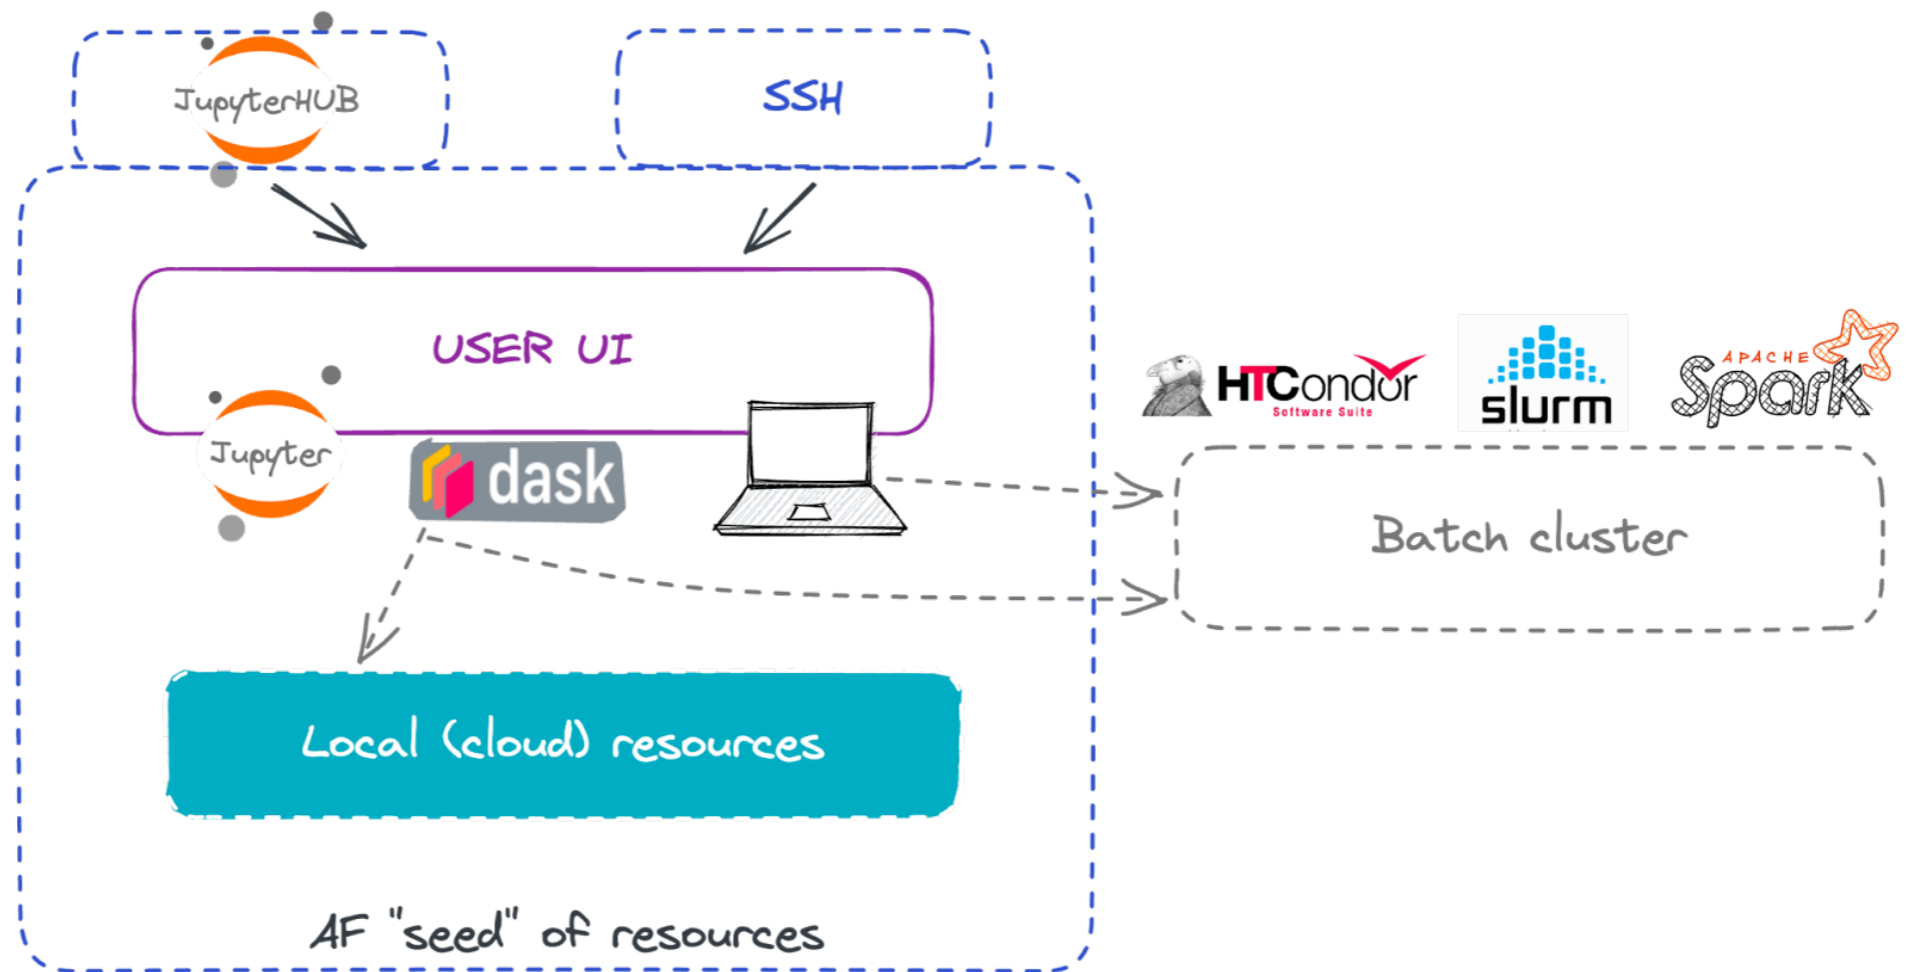 JupyterHUB
SSH
USER UI
Jupyter
dask
HTCondor
Software Suite
slurm
APACHE
Spark
Batch cluster
Local (cloud) resources
AF "seed" of resources